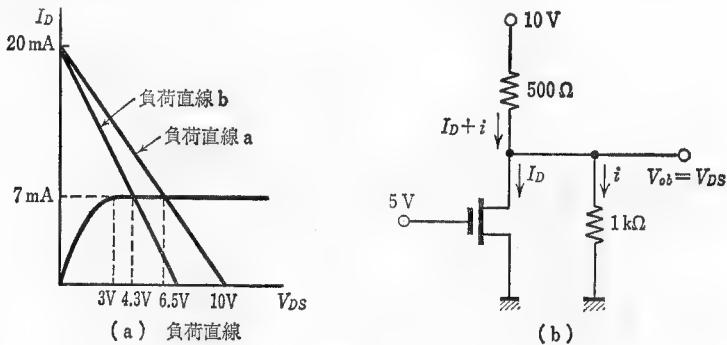 I_D
20 mA
負荷直線 b
負荷直線 a
7 mA
3V 4.3V 6.5V 10V V_DS
( a ) 負荷直線
10 V
500 Ω
I_D+i
I_D
i
V_ob=V_DS
5 V
1 kΩ
( b )